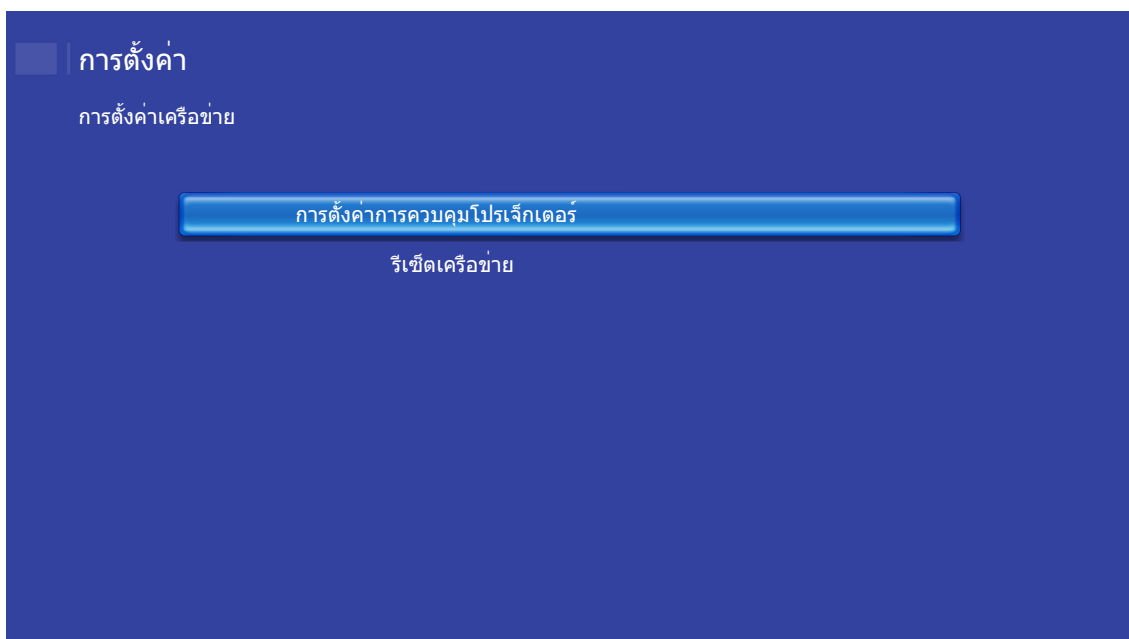 การตั้งค่า
การตั้งค่าเครือข่าย
การตั้งค่าการควบคุมโปรเจ็กเตอร์
รีเซ็ตเครือข่าย